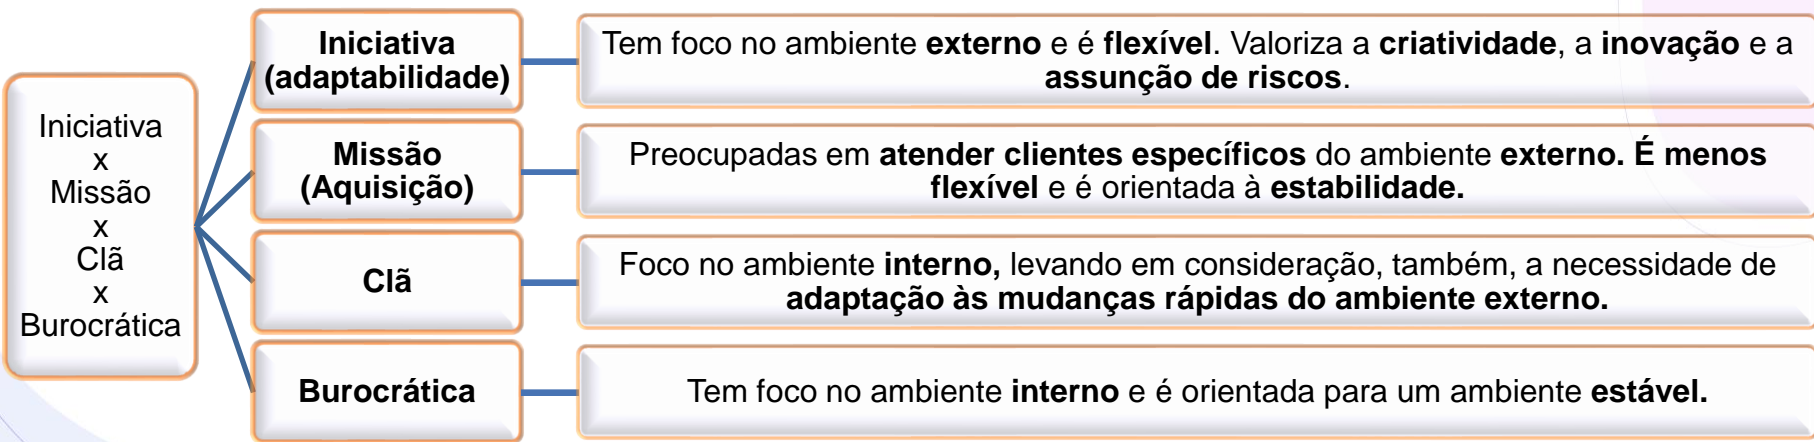 Iniciativa
x
Missão
x
Clã
x
Burocrática
Iniciativa
(adaptabilidade)
Tem foco no ambiente externo e é flexível. Valoriza a criatividade, a inovação e a
assunção de riscos.
Missão
(Aquisição)
Preocupadas em atender clientes específicos do ambiente externo. É menos
flexível e é orientada à estabilidade.
Clã
Foco no ambiente interno, levando em consideração, também, a necessidade de
adaptação às mudanças rápidas do ambiente externo.
Burocrática
Tem foco no ambiente interno e é orientada para um ambiente estável.